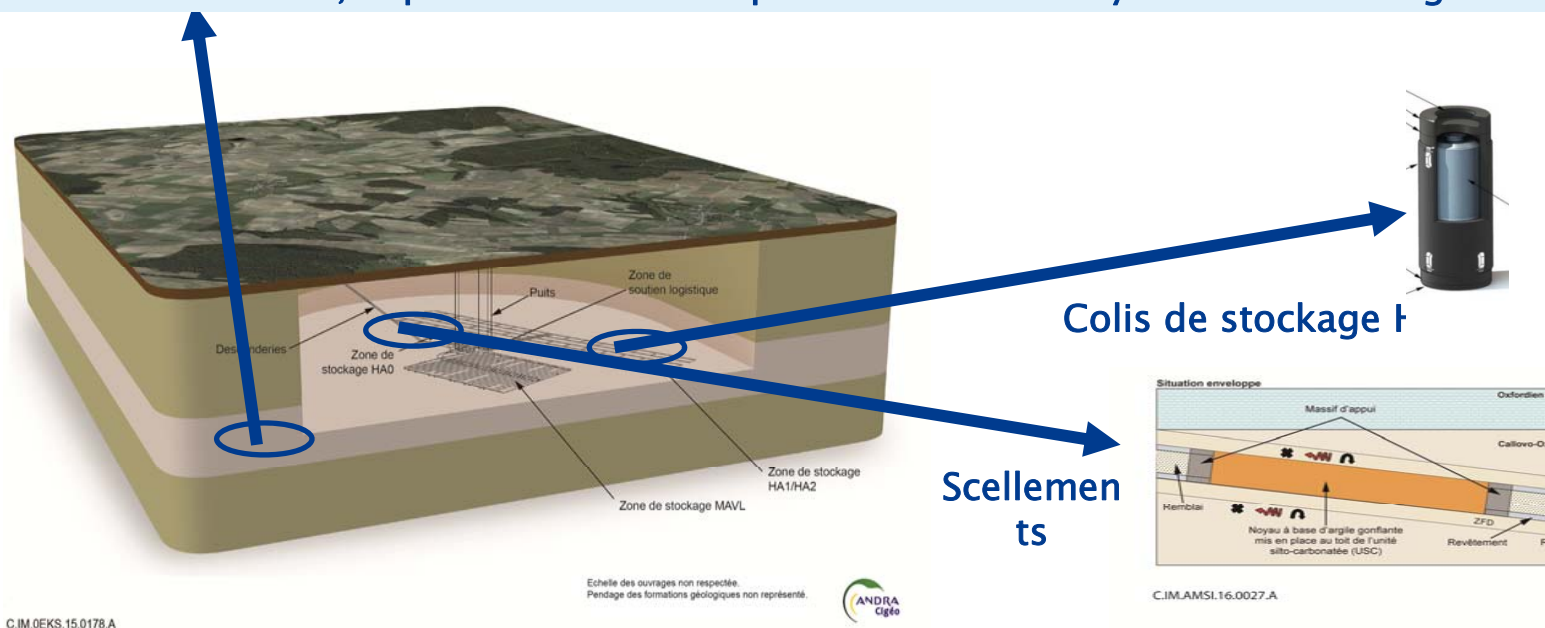 Puits
Zone de
soutien logistique
Descenderies
Zone de
stockage HA0
Zone de stockage
HA1/HA2
Zone de stockage MAVL
Echelle des ouvrages non respectée.
Pendage des formations géologiques non représenté.
ANDRA
Cigéo
C.IM.0EKS.15.0178.A
Colis de stockage H
Scellemen
ts
Situation enveloppe
Oxfordien
Massif d'appui
Callovo-O
Remblai
Noyau à base d'argile gonflante
mis en place au toit de l'unité
silto-carbonatée (USC)
ZFD
Revêtement
C.IM.AMSI.16.0027.A